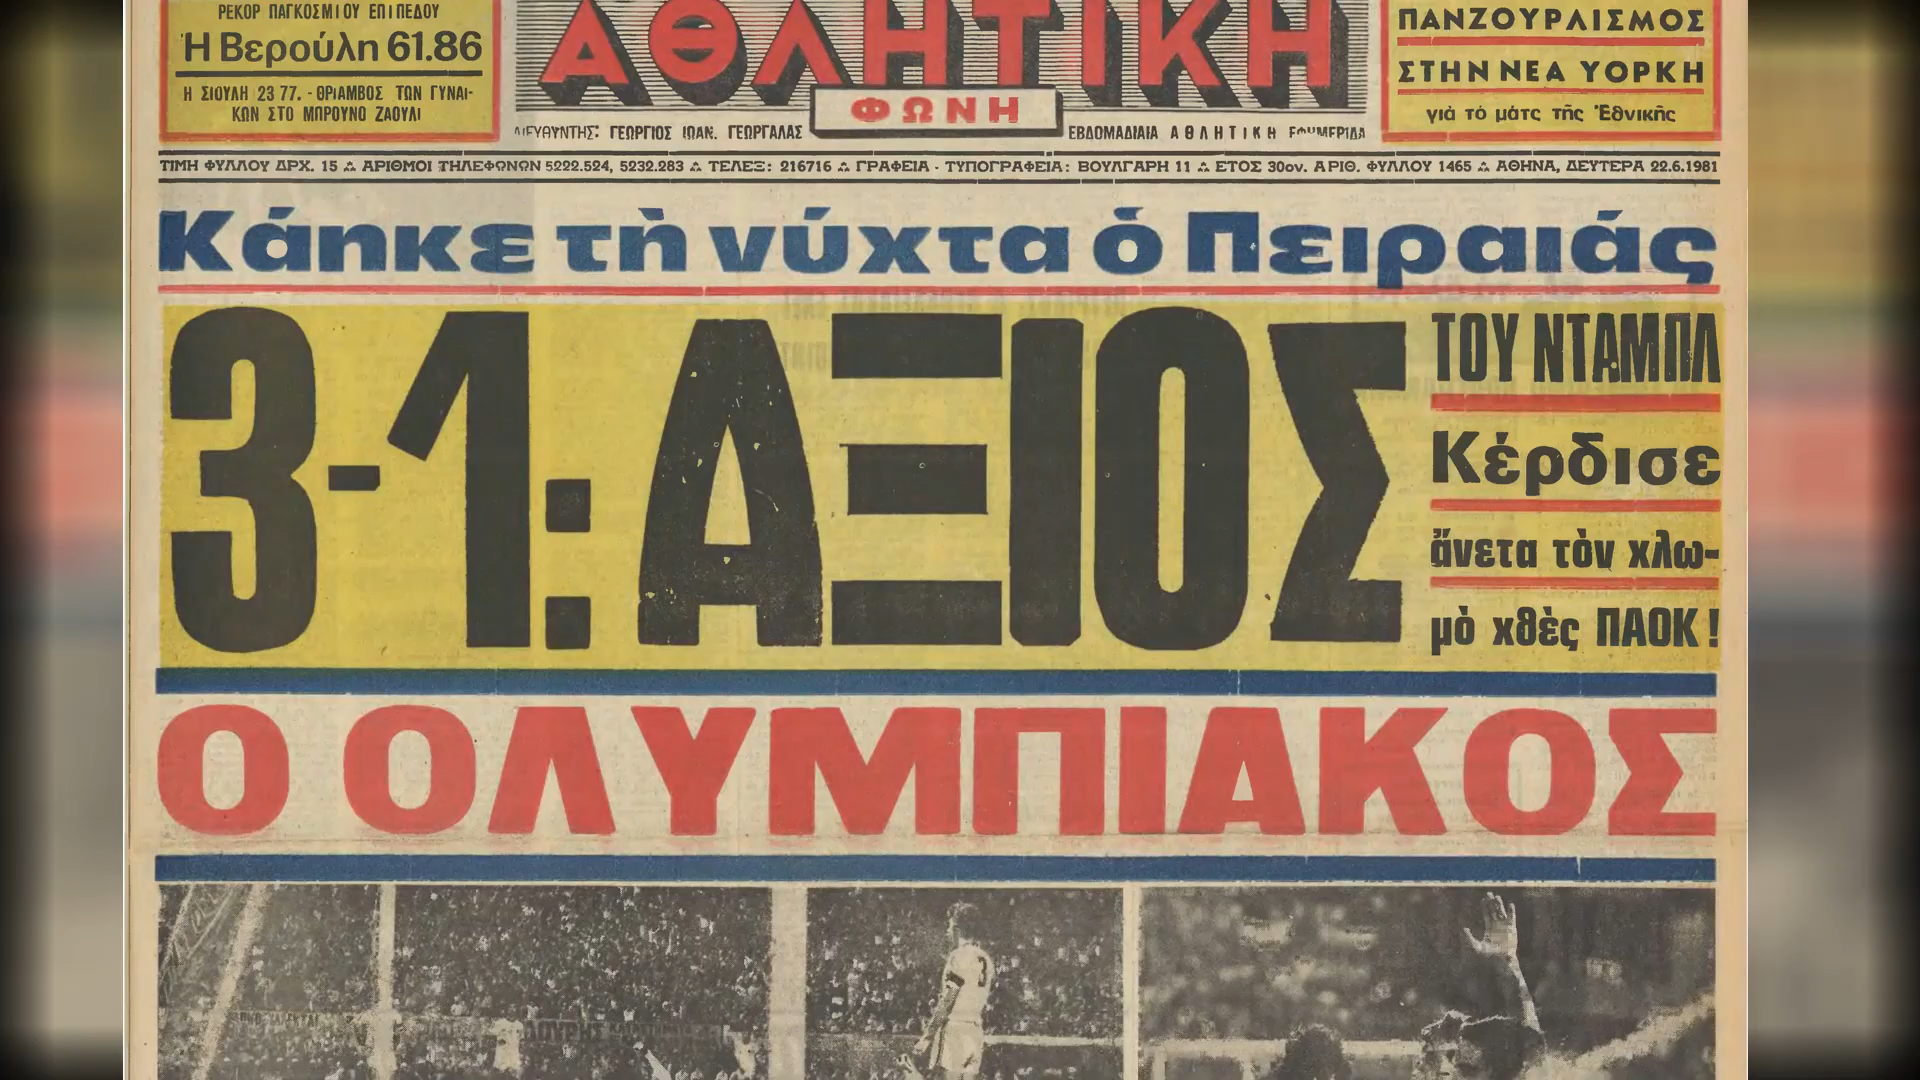 ΡΕΚΟΡ ΠΑΓΚΟΣΜΙΟΥ ΕΠΙΠΕΔΟΥ
Ἡ Βερούλη 61.86
Η ΣΙΟΥΛΗ 23 77. - ΘΡΙΑΜΒΟΣ ΤΩΝ ΓΥΝΑΙ-
ΚΩΝ ΣΤΟ ΜΠΡΟΥΝΟ ΖΑΟΥΛΙ
ΑΘΛΗΤΙΚΗ
ΦΩΝΗ
ΔΙΕΥΘΥΝΤΗΣ: ΓΕΩΡΓΙΟΣ ΙΩΑΝ. ΓΕΩΡΓΑΛΑΣ
ΕΒΔΟΜΑΔΙΑΙΑ ΑΘΛΗΤΙΚΗ ΕΦΗΜΕΡΙΔΑ
ΠΑΝΖΟΥΡΛΙΣΜΟΣ
ΣΤΗΝ ΝΕΑ ΥΟΡΚΗ
γιὰ τὸ μάτς τῆς Ἐθνικῆς
ΤΙΜΗ ΦΥΛΛΟΥ ΔΡΧ. 15 ∴ ΑΡΙΘΜΟΙ ΤΗΛΕΦΩΝΩΝ 5222.524, 5232.283 ∴ ΤΕΛΕΞ: 216716 ∴ ΓΡΑΦΕΙΑ - ΤΥΠΟΓΡΑΦΕΙΑ: ΒΟΥΛΓΑΡΗ 11 ∴ ΕΤΟΣ 30ον. ΑΡΙΘ. ΦΥΛΛΟΥ 1465 ∴ ΑΘΗΝΑ, ΔΕΥΤΕΡΑ 22.6.1981
Κάηκε τὴ νύχτα ὁ Πειραιάς
3-1: ΑΞΙΟΣ
ΤΟΥ ΝΤΑΜΠΛ
Κέρδισε
ἄνετα τὸν χλω-
μὸ χθὲς ΠΑΟΚ!
Ο ΟΛΥΜΠΙΑΚΟΣ
3